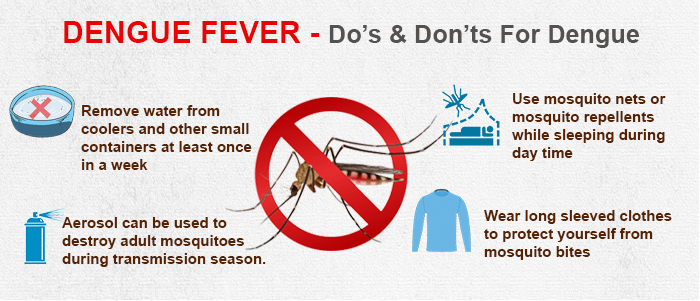 DENGUE FEVER - Do's & Don'ts For Dengue
Remove water from
coolers and other small
containers at least once
in a week
Use mosquito nets or
mosquito repellents
while sleeping during
day time
Aerosol can be used to
destroy adult mosquitoes
during transmission season.
Wear long sleeved clothes
to protect yourself from
mosquito bites